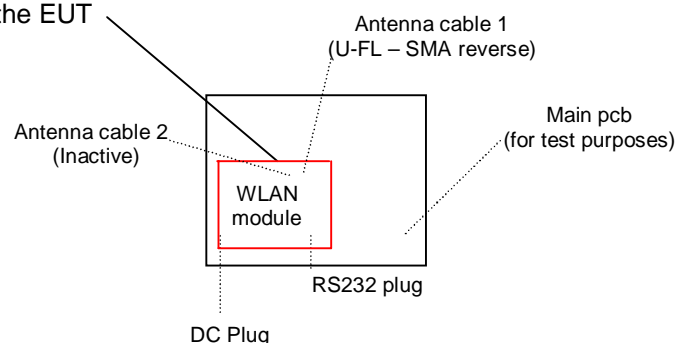 the EUT
Antenna cable 1
(U-FL – SMA reverse)
Antenna cable 2
(Inactive)
Main pcb
(for test purposes)
WLAN
module
RS232 plug
DC Plug